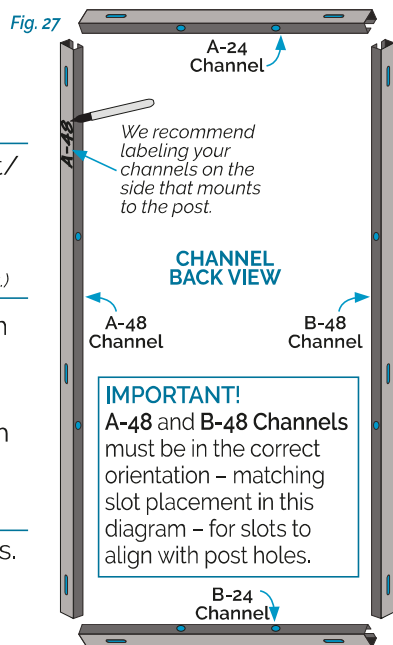 Fig. 27
A-24
Channel
A-48
We recommend
labeling your
channels on the
side that mounts
to the post.
CHANNEL
BACK VIEW
A-48
Channel
B-48
Channel
IMPORTANT!
A-48 and B-48 Channels
must be in the correct
orientation – matching
slot placement in this
diagram – for slots to
align with post holes.
B-24
Channel